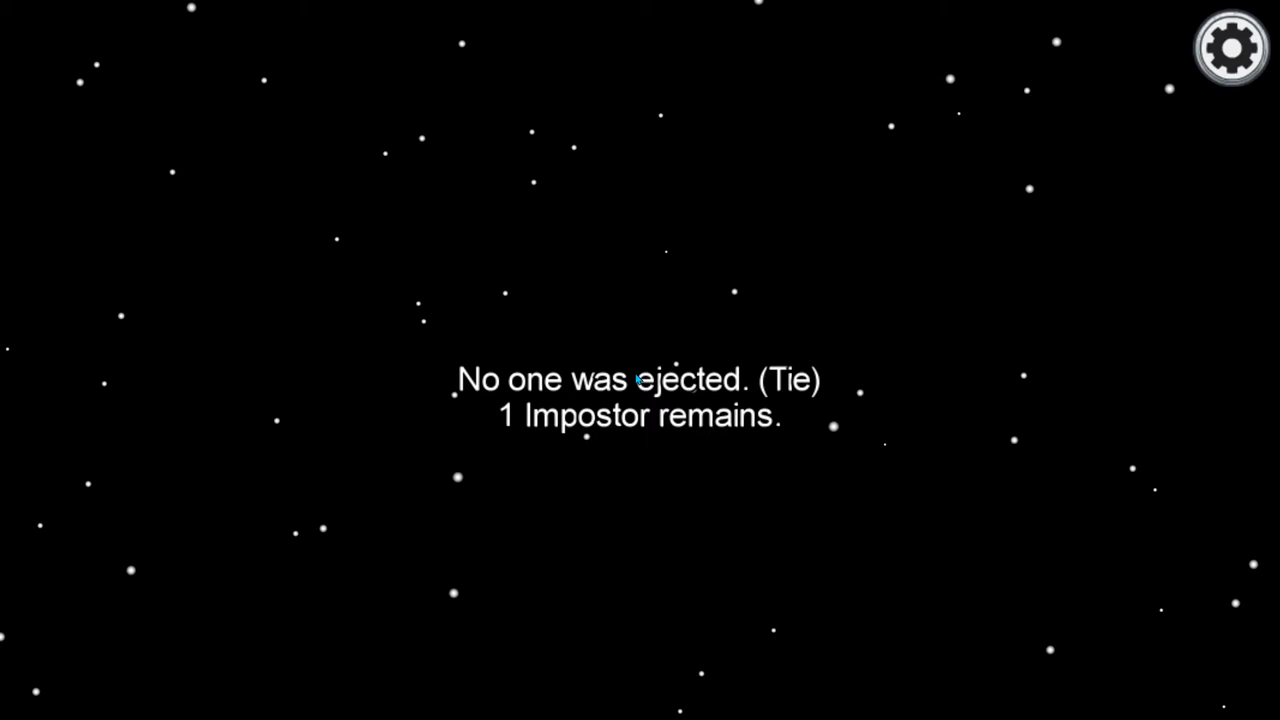 No one was ejected. (Tie)
1 Impostor remains.